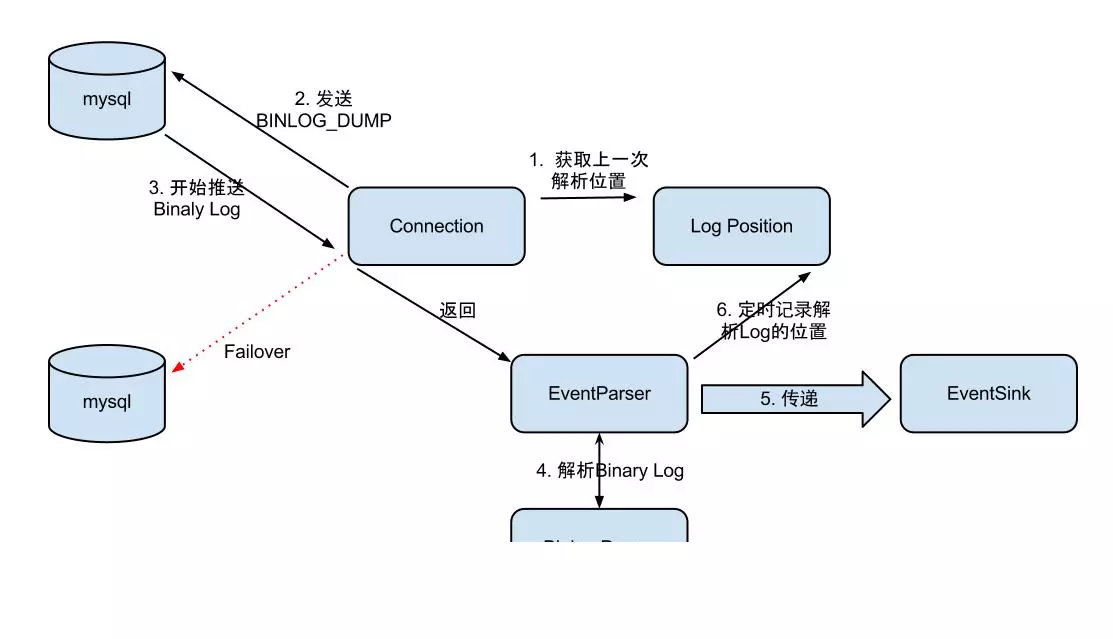 mysql
2. 发送
BINLOG_DUMP
3. 开始推送
Binaly Log
1. 获取上一次
解析位置
Connection
Log Position
返回
6. 定时记录解
析Log的位置
Failover
mysql
EventParser
5. 传递
EventSink
4. 解析Binary Log